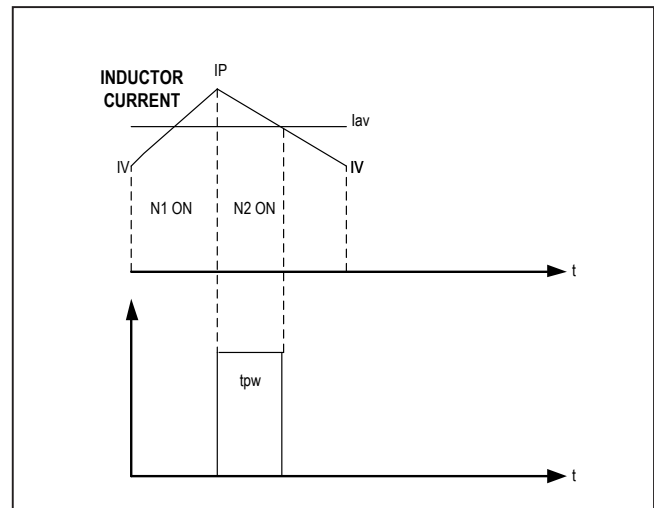 IP
INDUCTOR
CURRENT
Iav
IV
IV
N1 ON
N2 ON
t
tpw
t